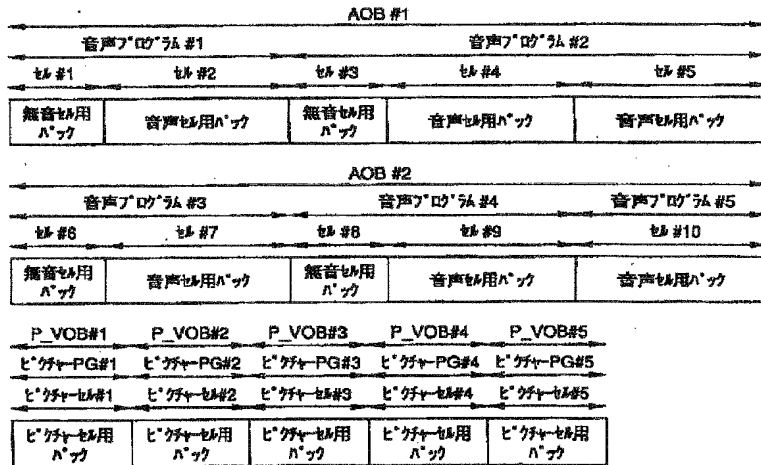 AOB #1
音声ﾌﾟﾛｸﾞﾗﾑ #1 音声ﾌﾟﾛｸﾞﾗﾑ #2
ｾﾙ #1 ｾﾙ #2 ｾﾙ #3 ｾﾙ #4 ｾﾙ #5
無音ｾﾙ用 ﾊﾟｯｸ 音声ｾﾙ用ﾊﾟｯｸ 無音ｾﾙ用 ﾊﾟｯｸ 音声ｾﾙ用ﾊﾟｯｸ 音声ｾﾙ用ﾊﾟｯｸ
AOB #2
音声ﾌﾟﾛｸﾞﾗﾑ #3 音声ﾌﾟﾛｸﾞﾗﾑ #4 音声ﾌﾟﾛｸﾞﾗﾑ #5
ｾﾙ #6 ｾﾙ #7 ｾﾙ #8 ｾﾙ #9 ｾﾙ #10
無音ｾﾙ用 ﾊﾟｯｸ 音声ｾﾙ用ﾊﾟｯｸ 無音ｾﾙ用 ﾊﾟｯｸ 音声ｾﾙ用ﾊﾟｯｸ 音声ｾﾙ用ﾊﾟｯｸ
P_VOB#1 P_VOB#2 P_VOB#3 P_VOB#4 P_VOB#5
ﾋﾟｸﾁｬｰPG#1 ﾋﾟｸﾁｬｰPG#2 ﾋﾟｸﾁｬｰPG#3 ﾋﾟｸﾁｬｰPG#4 ﾋﾟｸﾁｬｰPG#5
ﾋﾟｸﾁｬｰｾﾙ#1 ﾋﾟｸﾁｬｰｾﾙ#2 ﾋﾟｸﾁｬｰｾﾙ#3 ﾋﾟｸﾁｬｰｾﾙ#4 ﾋﾟｸﾁｬｰｾﾙ#5
ﾋﾟｸﾁｬｰｾﾙ用 ﾊﾟｯｸ ﾋﾟｸﾁｬｰｾﾙ用 ﾊﾟｯｸ ﾋﾟｸﾁｬｰｾﾙ用 ﾊﾟｯｸ ﾋﾟｸﾁｬｰｾﾙ用 ﾊﾟｯｸ ﾋﾟｸﾁｬｰｾﾙ用 ﾊﾟｯｸ